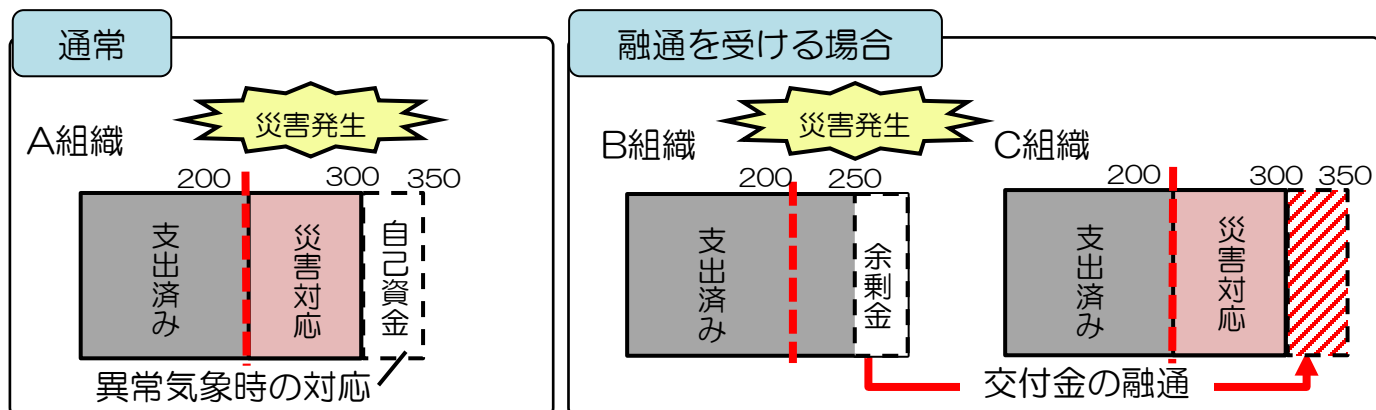 通常
災害発生
A組織
200
300
350
支出済み
災害対応
自己資金
異常気象時の対応
融通を受ける場合
災害発生
B組織
200
250
支出済み
余剰金
C組織
200
300
350
支出済み
災害対応
交付金の融通